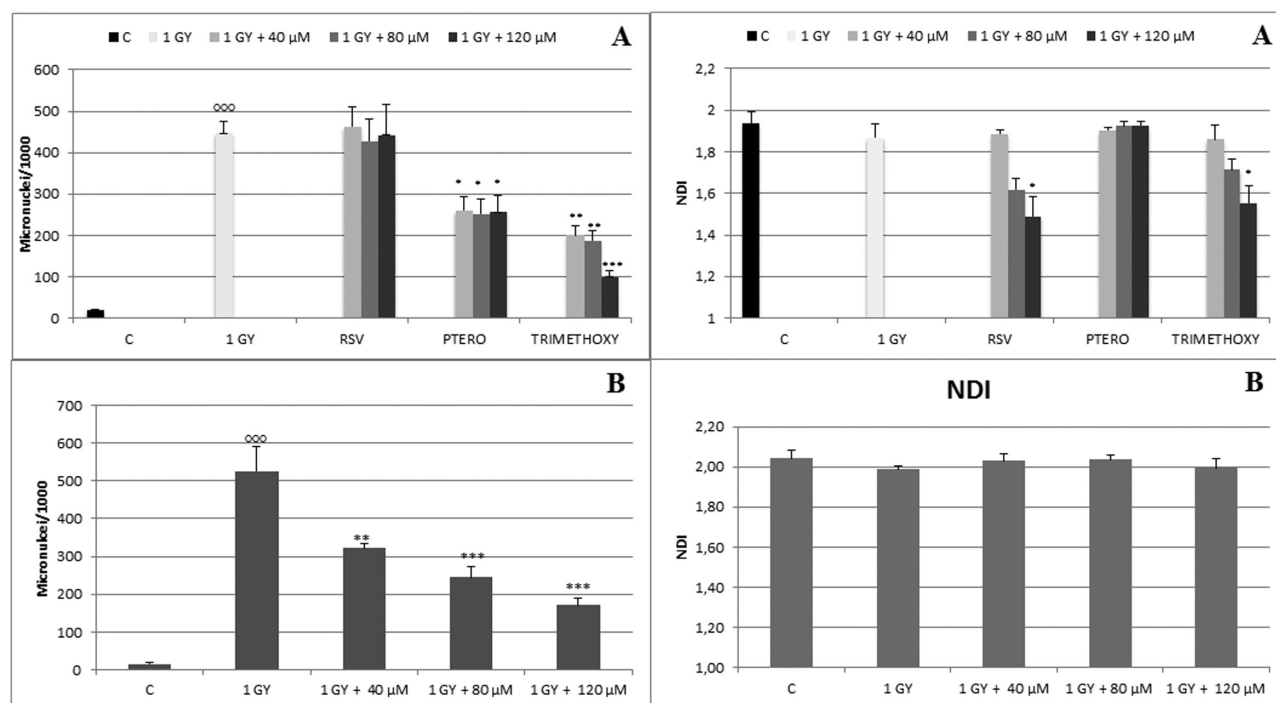 C 1 GY 1 GY + 40 µM 1 GY + 80 µM 1 GY + 120 µM
A
Micronuclei/1000
600
500
400
300
200
100
0
°°°
* * *
** ** ***
C 1 GY RSV PTERO TRIMETHOXY
C 1 GY 1 GY + 40 µM 1 GY + 80 µM 1 GY + 120 µM
A
NDI
2,2
2
1,8
1,6
1,4
1,2
1
*
*
C 1 GY RSV PTERO TRIMETHOXY
B
Micronulcei/1000
700
600
500
400
300
200
100
0
°°°
**
***
***
C 1 GY 1 GY + 40 µM 1 GY + 80 µM 1 GY + 120 µM
B
NDI
NDI
2,20
2,00
1,80
1,60
1,40
1,20
1,00
C 1 GY 1 GY + 40 µM 1 GY + 80 µM 1 GY + 120 µM